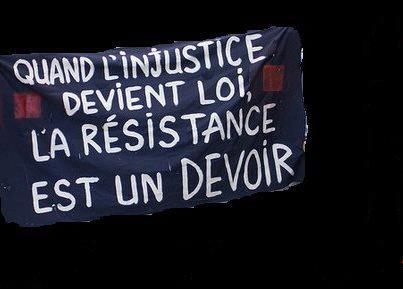 QUAND L'INJUSTICE
DEVIENT LOI,
LA RÉSISTANCE
EST UN DEVOIR